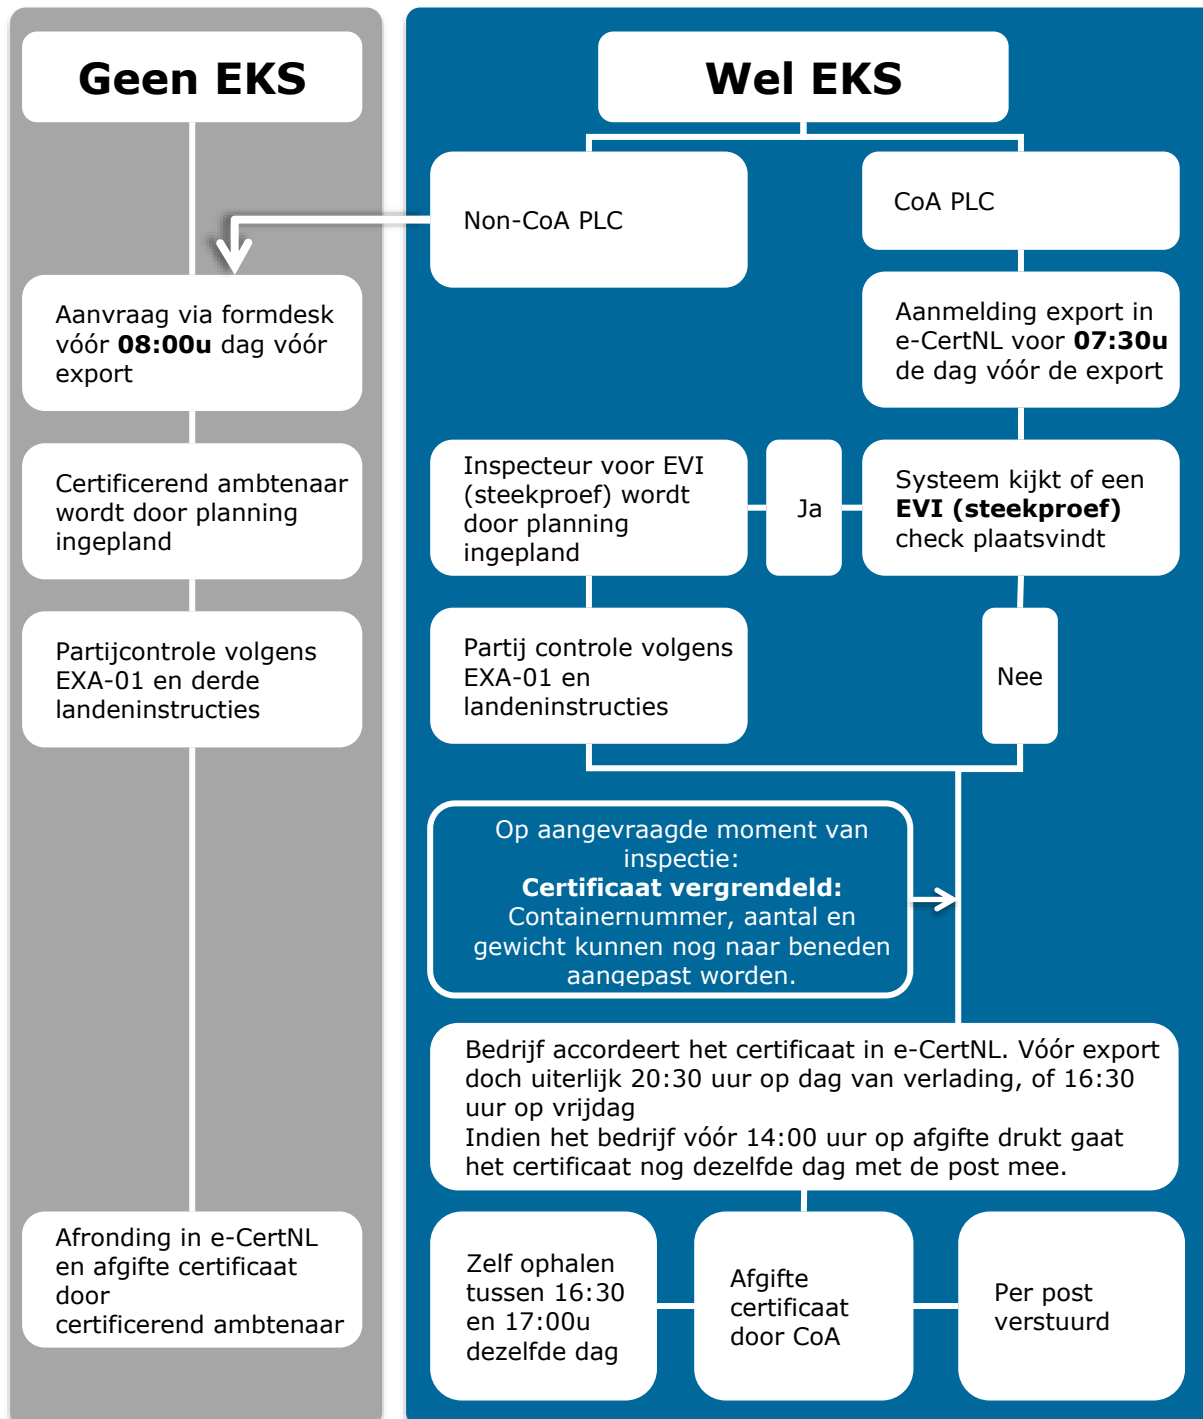 Geen EKS
Wel EKS
Non-CoA PLC
CoA PLC
Aanvraag via formdesk
vóór 08:00u dag vóór
export
Aanmelding export in
e-CertNL voor 07:30u
de dag vóór de export
Certificerend ambtenaar
wordt door planning
ingepland
Inspecteur voor EVI
(steekproef) wordt
door planning
ingepland
Ja
Systeem kijkt of een
EVI (steekproef)
check plaatsvindt
Partijcontrole volgens
EXA-01 en derde
landeninstructies
Partij controle volgens
EXA-01 en
landeninstructies
Nee
Op aangevraagde moment van
inspectie:
Certificaat vergrendeld:
Containernummer, aantal en
gewicht kunnen nog naar beneden
aangepast worden.
Bedrijf accordeert het certificaat in e-CertNL. Vóór export
doch uiterlijk 20:30 uur op dag van verlading, of 16:30
uur op vrijdag
Indien het bedrijf vóór 14:00 uur op afgifte drukt gaat
het certificaat nog dezelfde dag met de post mee.
Afronding in e-CertNL
en afgifte certificaat
door
certificerend ambtenaar
Zelf ophalen
tussen 16:30
en 17:00u
dezelfde dag
Afgifte
certificaat
door CoA
Per post
verstuurd